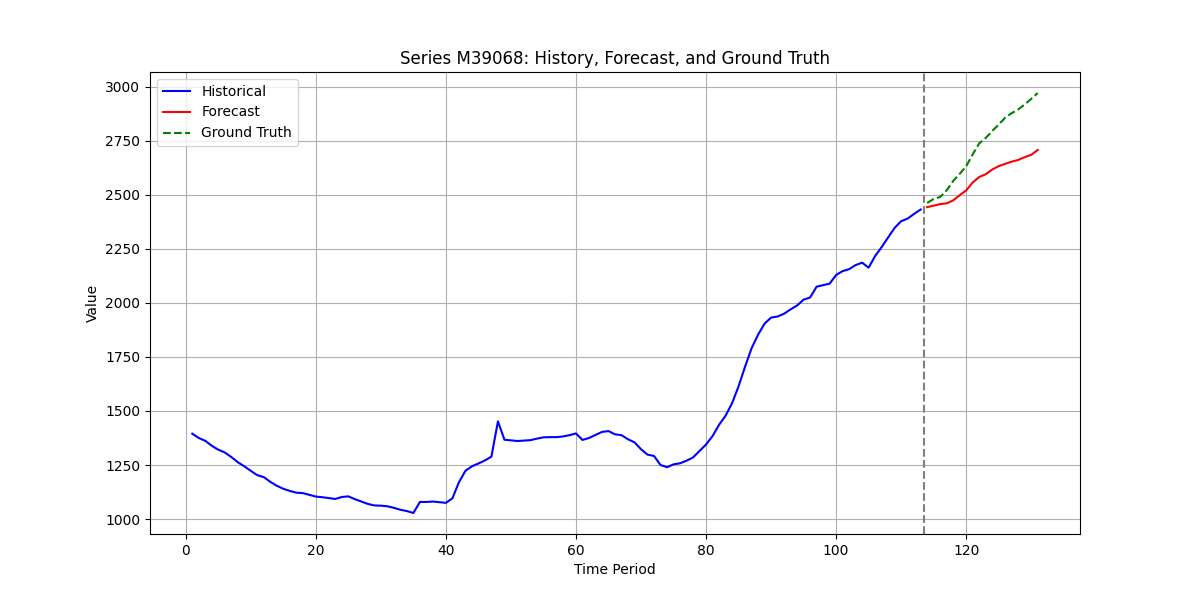 Series M39068: History, Forecast, and Ground Truth
Historical
Forecast
Ground Truth
3000
2750
2500
2250
2000
1750
1500
1250
1000
Value
0 20 40 60 80 100 120
Time Period